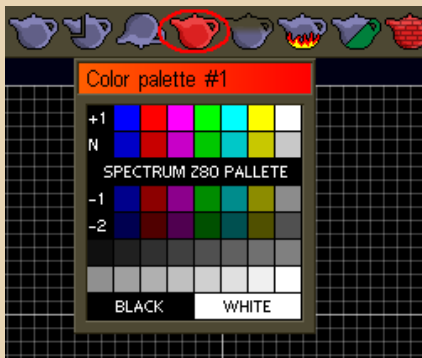 Color palette #1
+1
N
SPECTRUM Z80 PALLETE
-1
-2
BLACK WHITE